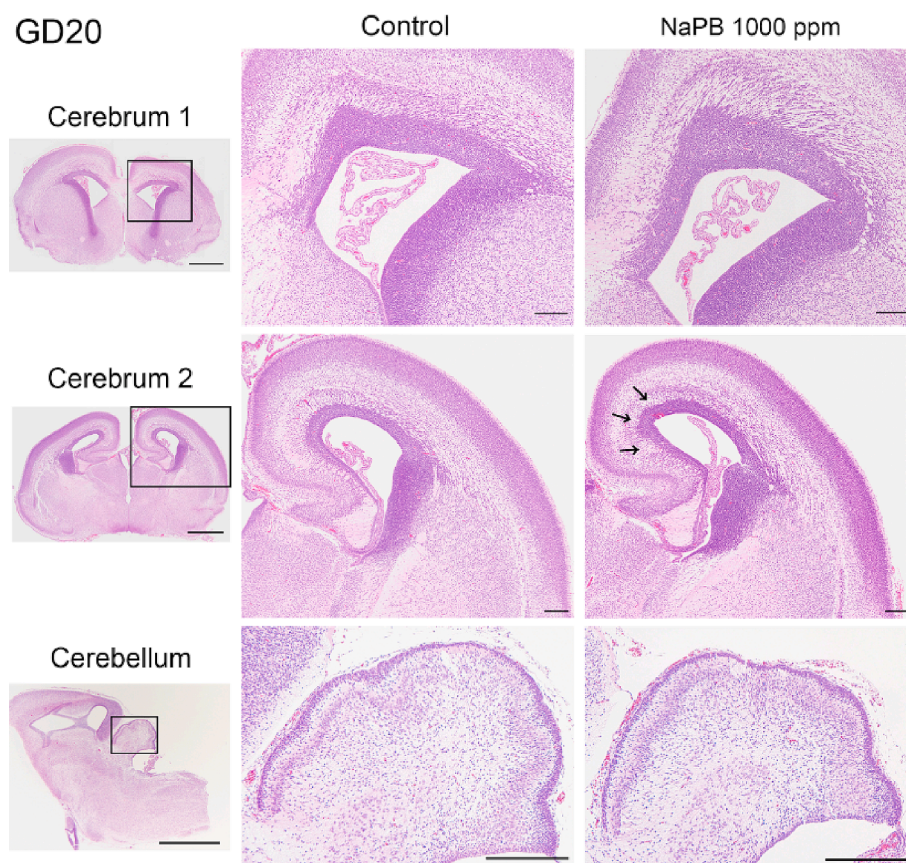 GD20
Control
NaPB 1000 ppm
Cerebrum 1
Cerebrum 2
Cerebellum